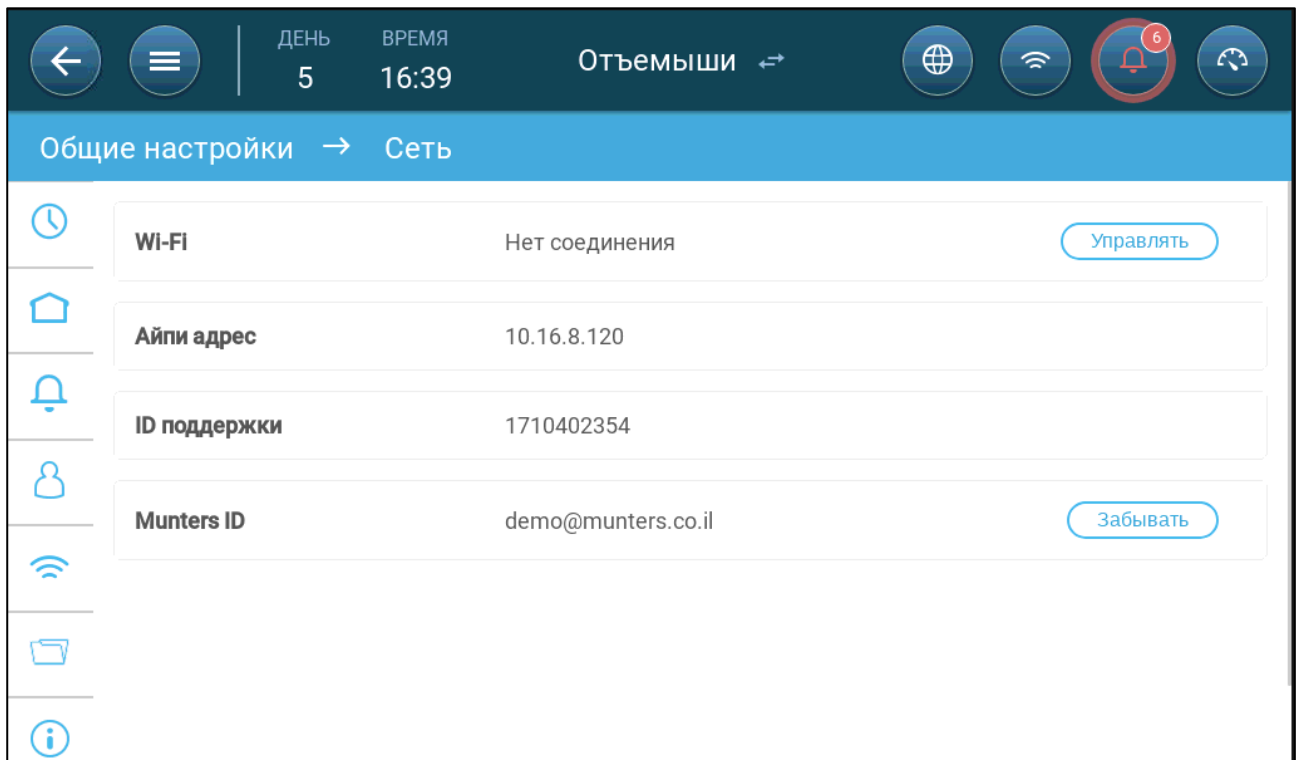 ДЕНЬ ВРЕМЯ
5 16:39 Отъемыши 6
Общие настройки → Сеть
Wi-Fi Нет соединения Управлять
Айпи адрес 10.16.8.120
ID поддержки 1710402354
Munters ID demo@munters.co.il Забывать